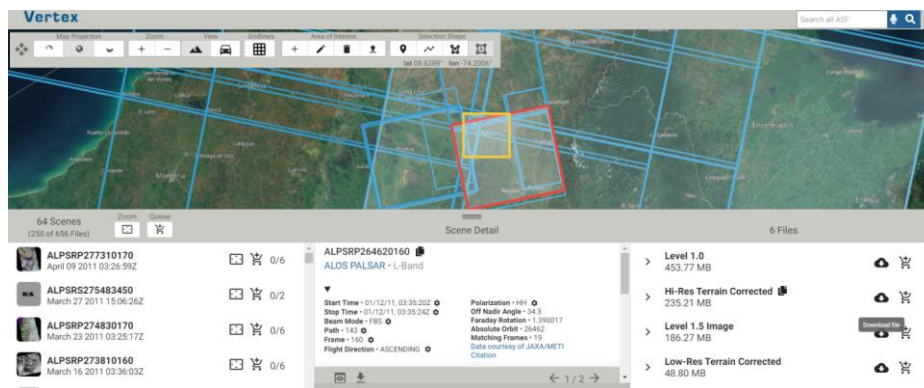 Vertex
Search all ASF
Map Projection
Zoom
View
Gridlines
Area of Interest
Selection Shape
lat 08.6289° lon -74.2006°
Montería
64 Scenes
(250 of 656 Files)
Zoom
Queue
Scene Detail
6 Files
ALPSRP277310170
April 09 2011 03:26:59Z
0/6
N/A
ALPSRS275483450
March 27 2011 15:06:26Z
0/2
ALPSRP274830170
March 23 2011 03:25:17Z
0/6
ALPSRP273810160
March 16 2011 03:36:03Z
0/6
ALPSRP264620160
ALOS PALSAR • L-Band
Start Time • 01/12/11, 03:35:20Z
Stop Time • 01/12/11, 03:35:24Z
Beam Mode • FBS
Path • 143
Frame • 160
Flight Direction • ASCENDING
Polarization • HH
Off Nadir Angle • 34.3
Faraday Rotation • 1.390017
Absolute Orbit • 26462
Matching Frames • 19
Data courtesy of JAXA/METI
Citation
1 / 2
Level 1.0
453.77 MB
Hi-Res Terrain Corrected
235.21 MB
Download file
Level 1.5 Image
186.27 MB
Low-Res Terrain Corrected
48.80 MB